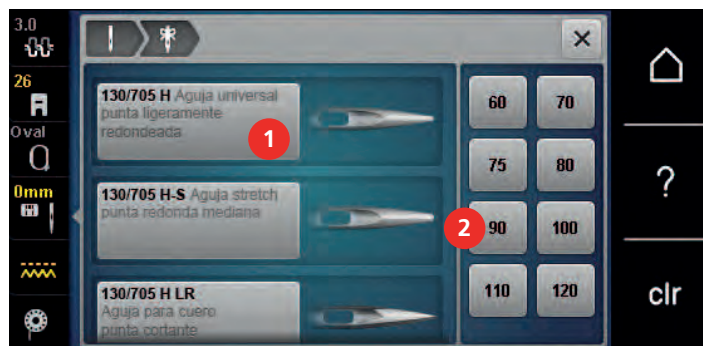 3.0
26
Oval
0mm
130/705 H Aguja universal
punta ligeramente
redondeada
1
130/705 H-S Aguja stretch
punta redonda mediana
2
130/705 H LR
Aguja para cuero
punta cortante
60 70
75 80
90 100
110 120
?
clr